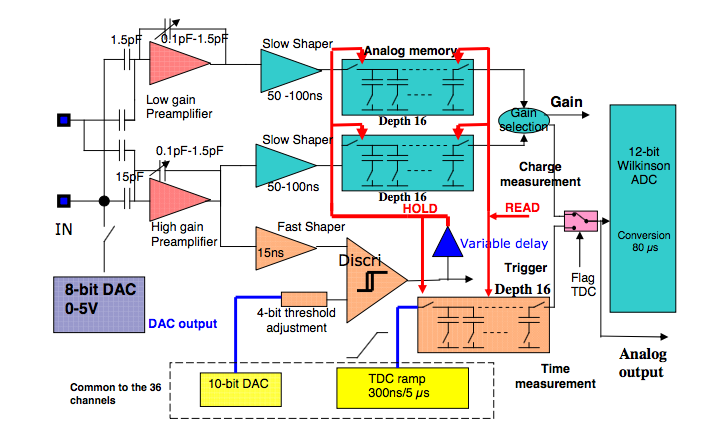 1.5pF
0.1pF-1.5pF
Slow Shaper
Analog memory
Low gain
Preamplifier
50 -100ns
Depth 16
Gain
Gain
selection
12-bit
Wilkinson
ADC
Conversion
80 µs
Slow Shaper
0.1pF-1.5pF
15pF
50-100ns
Depth 16
Charge
measurement
HOLD
READ
IN
High gain
Preamplifier
Fast Shaper
15ns
Discri
Variable delay
Trigger
Flag
TDC
8-bit DAC
0-5V
DAC output
4-bit threshold
adjustment
Depth 16
Analog
output
Time
measurement
Common to the 36
channels
10-bit DAC
TDC ramp
300ns/5 µs